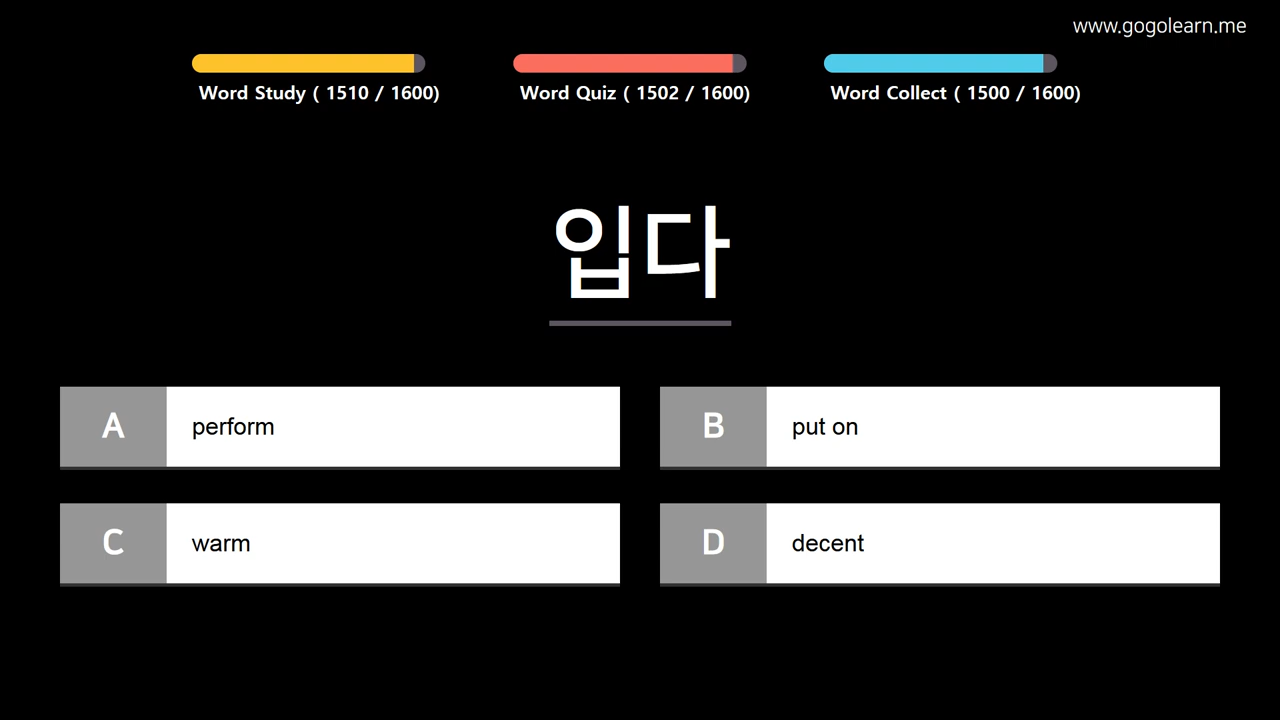 www.gogolearn.me
Word Study ( 1510 / 1600)
Word Quiz ( 1502 / 1600)
Word Collect ( 1500 / 1600)
입다
A perform
B put on
C warm
D decent